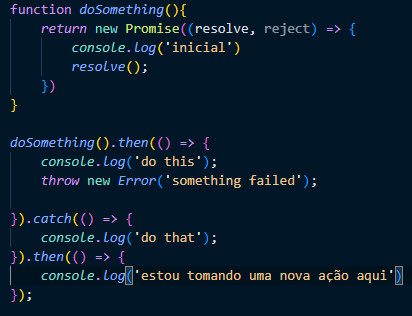 function doSomething(){
    return new Promise((resolve, reject) => {
        console.log('inicial')
        resolve();
    })
}

doSomething().then(() => {
    console.log('do this');
    throw new Error('something failed');

}).catch(() => {
    console.log('do that');
}).then(() => {
    console.log('estou tomando uma nova ação aqui')
});